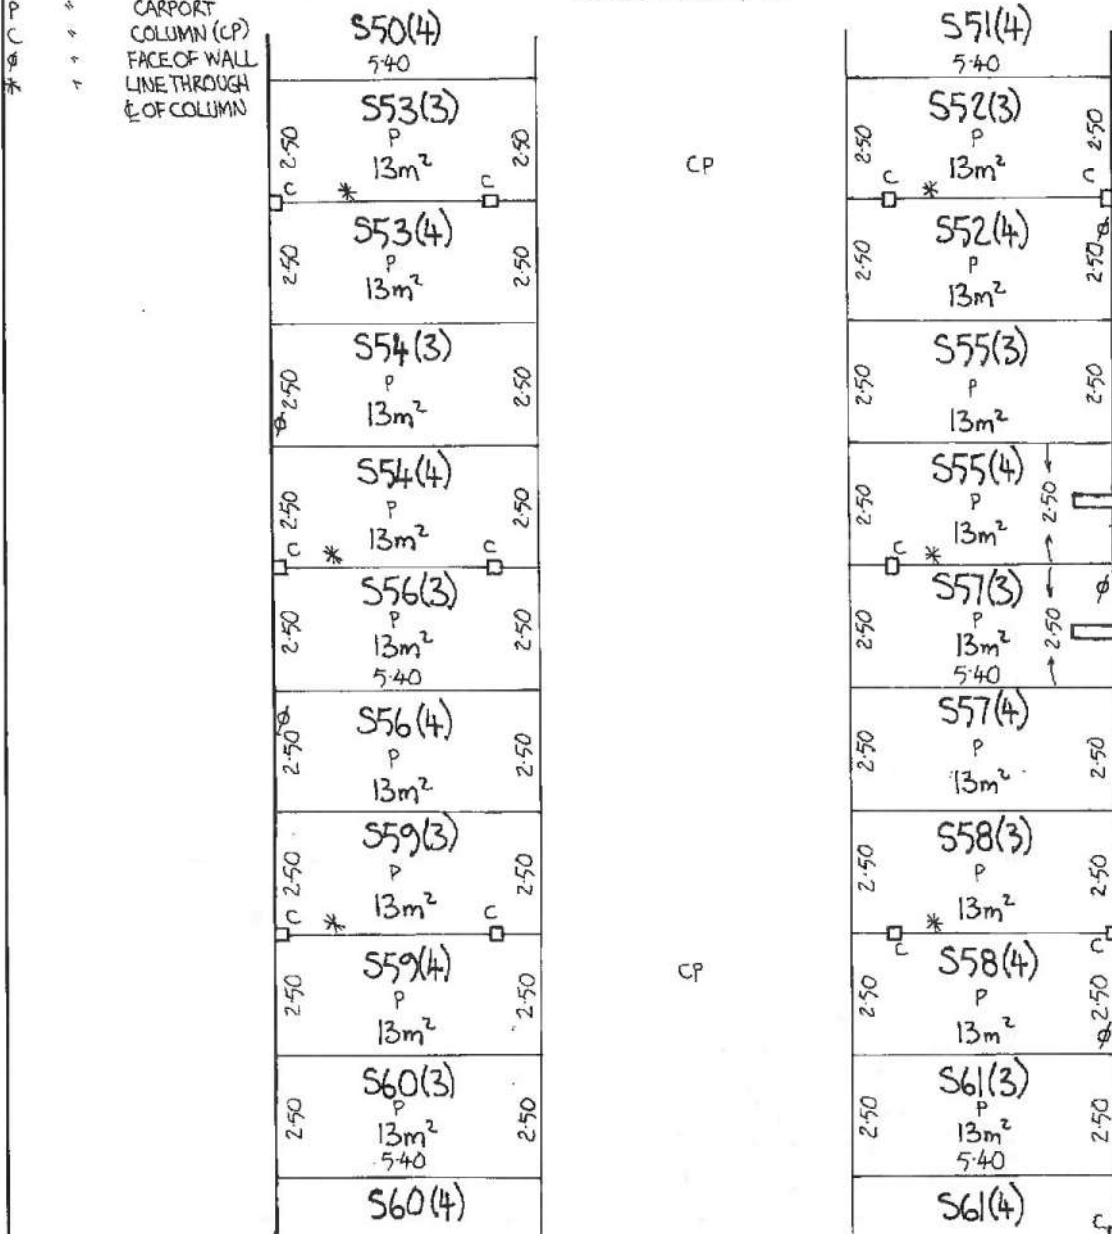 P " CARPORT
C " COLUMN (CP)
ø " FACE OF WALL
* " LINE THROUGH
℄ OF COLUMN
S50(4)
5·40
S53(3)
P
13m²
2·50
2·50
C
*
C
S53(4)
P
13m²
2·50
2·50
S54(3)
P
13m²
ø 2·50
2·50
S54(4)
P
13m²
2·50
2·50
C
*
C
S56(3)
P
13m²
5·40
2·50
2·50
S56(4)
P
13m²
2·50 ø
2·50
S59(3)
P
13m²
2·50
2·50
C
*
C
S59(4)
P
13m²
2·50
2·50
S60(3)
P
13m²
5·40
2·50
2·50
S60(4)
CP
CP
S51(4)
5·40
S52(3)
P
13m²
2·50
2·50
C
*
C
S52(4)
P
13m²
2·50
2·50 ø
S55(3)
P
13m²
2·50
2·50
S55(4)
P
13m²
2·50
2·50
C
*
S57(3)
P
13m²
5·40
2·50
2·50
ø
S57(4)
P
13m²
2·50
2·50
S58(3)
P
13m²
2·50
2·50
*
C
C
S58(4)
P
13m²
2·50
2·50
ø
S61(3)
P
13m²
5·40
2·50
2·50
S61(4)
C